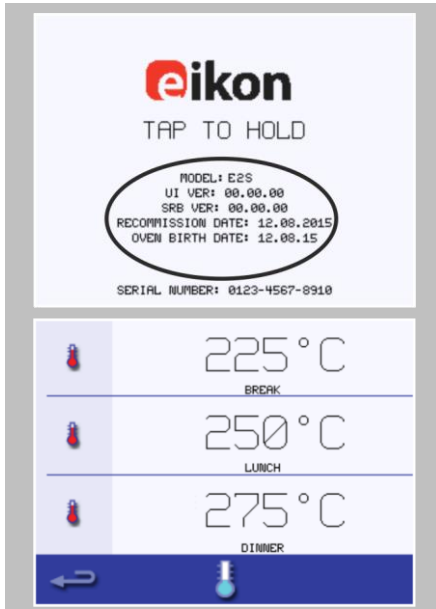 eikon
TAP TO HOLD
MODEL: E2S
UI VER: 00.00.00
SRB VER: 00.00.00
RECOMMISSION DATE: 12.08.2015
OVEN BIRTH DATE: 12.08.15
SERIAL NUMBER: 0123-4567-8910
225°C
BREAK
250°C
LUNCH
275°C
DINNER